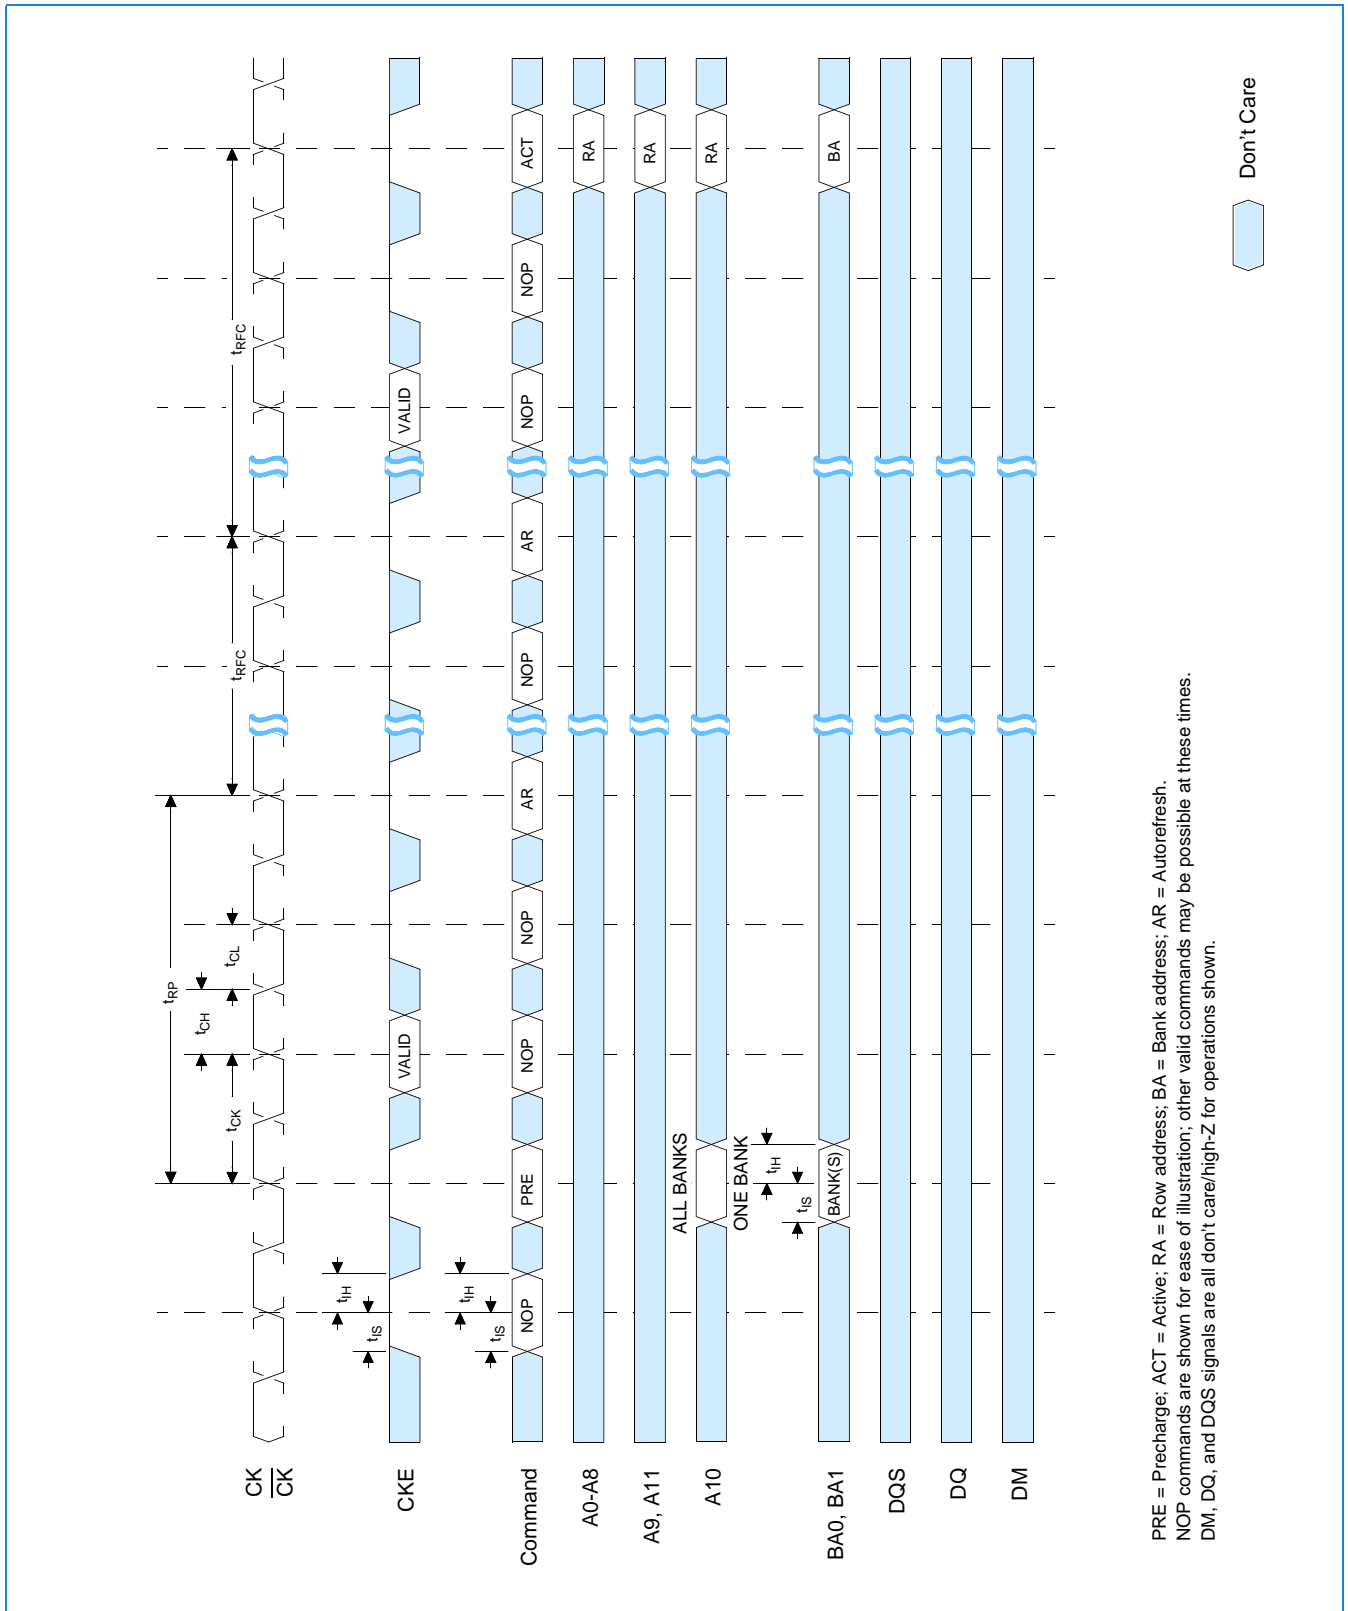 tRP
tCH
tCK tCL tRFC tRFC
CK
CK
tIH
tIS
CKE VALID VALID
tIH
tIS
Command NOP PRE NOP NOP AR NOP AR NOP NOP ACT
A0-A8 RA
A9, A11 RA
ALL BANKS
A10 RA
ONE BANK
tIH
tIS
BA0, BA1 BANK(S) BA
DQS
DQ
DM
PRE = Precharge; ACT = Active; RA = Row address; BA = Bank address; AR = Autorefresh.
NOP commands are shown for ease of illustration; other valid commands may be possible at these times.
DM, DQ, and DQS signals are all don't care/high-Z for operations shown.
Don't Care